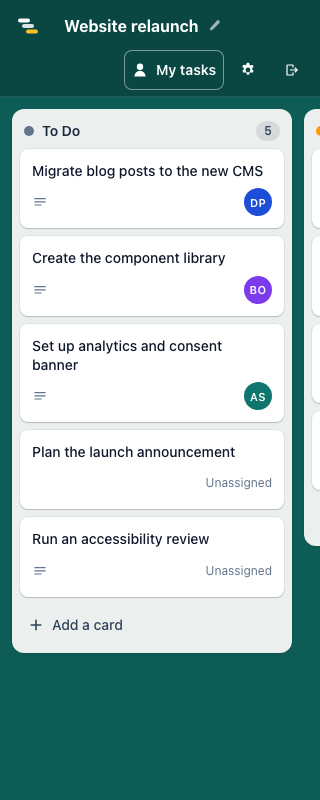 Website relaunch
My tasks
To Do
5
Migrate blog posts to the new CMS
DP
Create the component library
BO
Set up analytics and consent
banner
AS
Plan the launch announcement
Unassigned
Run an accessibility review
Unassigned
Add a card